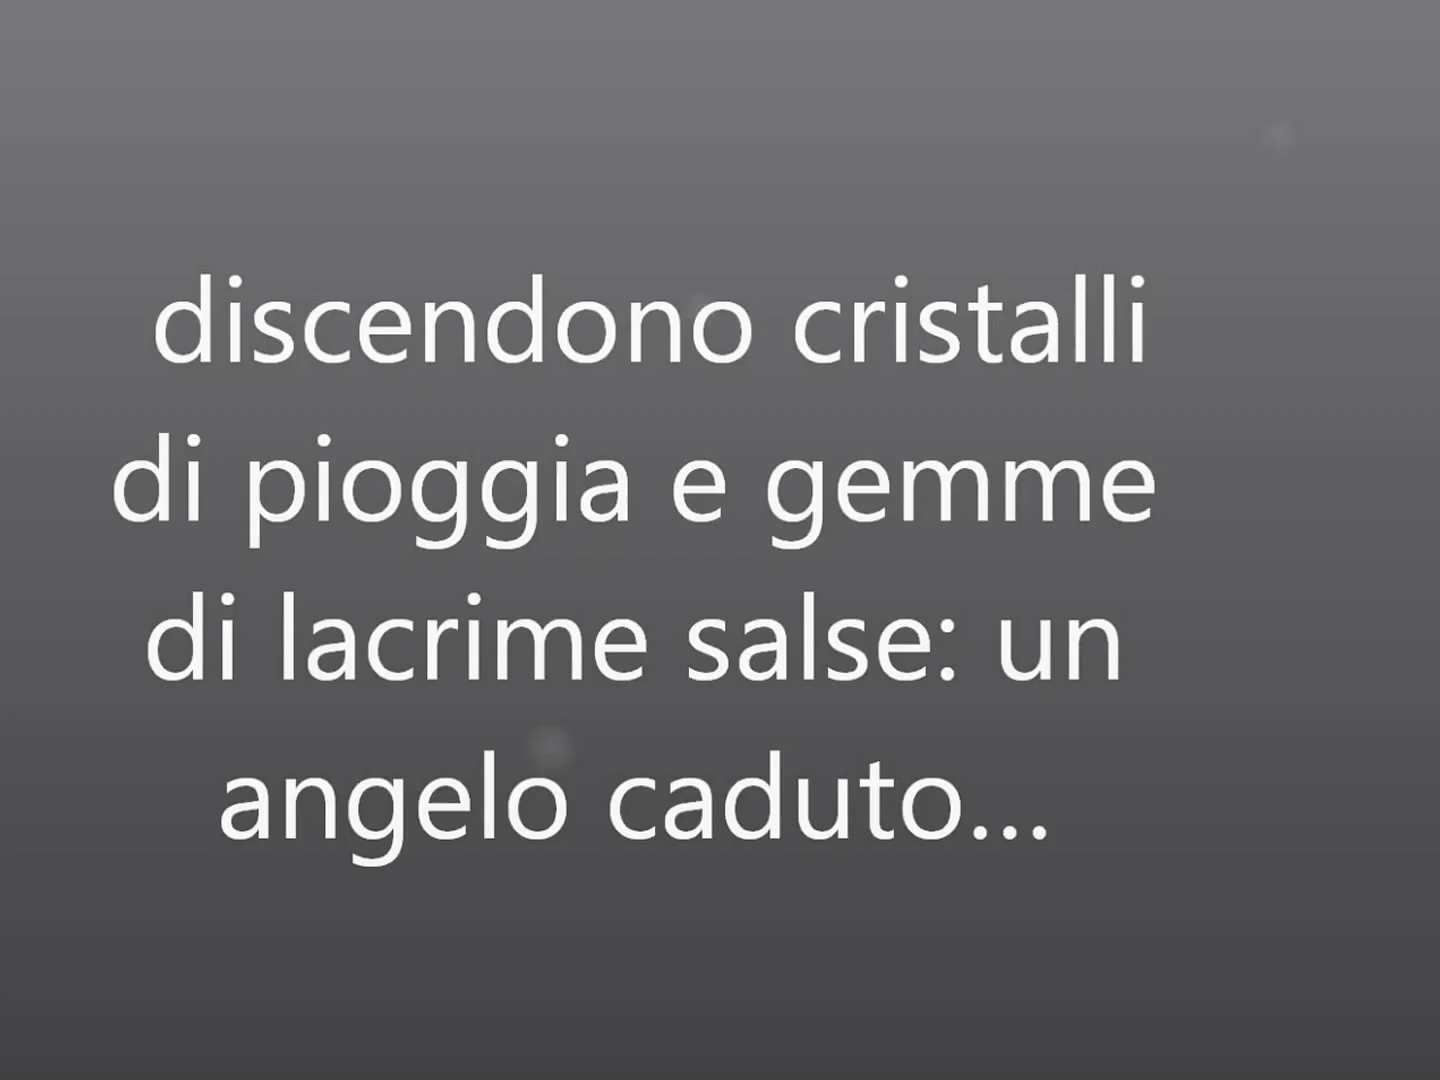 discendono cristalli
di pioggia e gemme
di lacrime salse: un
angelo caduto...